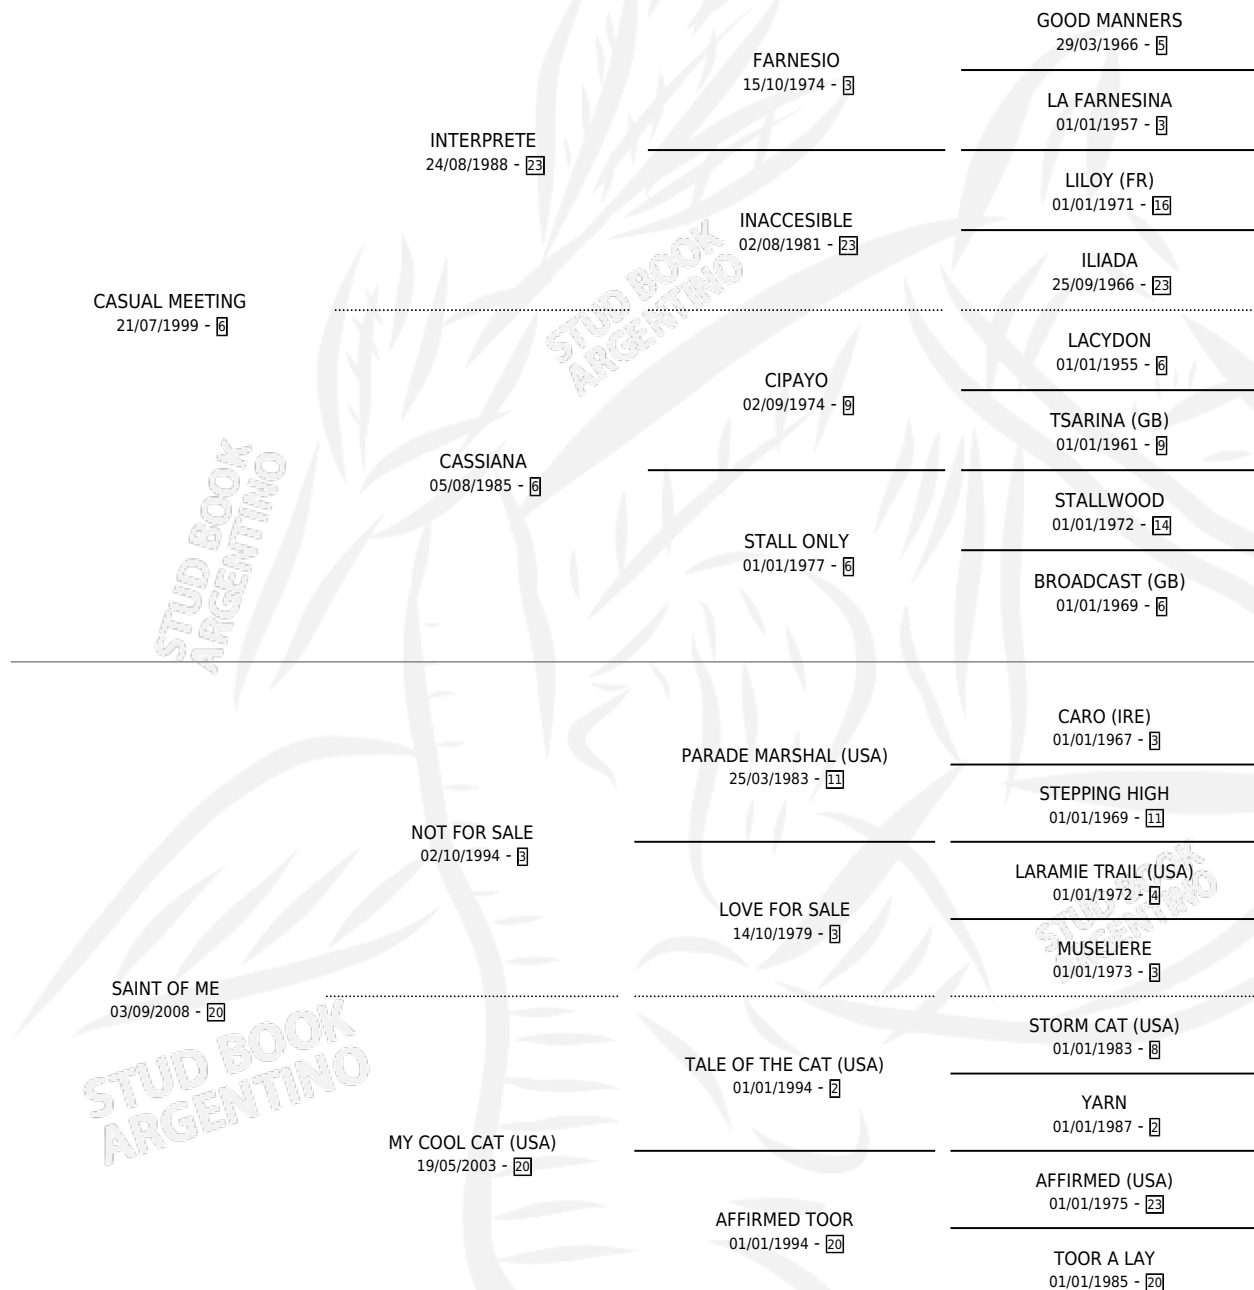 GOOD MANNERS
29/03/1966 - 5
FARNESIO
15/10/1974 - 3
LA FARNESINA
01/01/1957 - 3
INTERPRETE
24/08/1988 - 23
LILOY (FR)
01/01/1971 - 16
INACCESIBLE
02/08/1981 - 23
ILIADA
25/09/1966 - 23
CASUAL MEETING
21/07/1999 - 6
LACYDON
01/01/1955 - 6
CIPAYO
02/09/1974 - 9
TSARINA (GB)
01/01/1961 - 9
CASSIANA
05/08/1985 - 6
STALLWOOD
01/01/1972 - 14
STALL ONLY
01/01/1977 - 6
BROADCAST (GB)
01/01/1969 - 6
CARO (IRE)
01/01/1967 - 3
PARADE MARSHAL (USA)
25/03/1983 - 11
STEPPING HIGH
01/01/1969 - 11
NOT FOR SALE
02/10/1994 - 3
LARAMIE TRAIL (USA)
01/01/1972 - 4
LOVE FOR SALE
14/10/1979 - 3
MUSELIERE
01/01/1973 - 3
SAINT OF ME
03/09/2008 - 20
STORM CAT (USA)
01/01/1983 - 8
TALE OF THE CAT (USA)
01/01/1994 - 2
YARN
01/01/1987 - 2
MY COOL CAT (USA)
19/05/2003 - 20
AFFIRMED (USA)
01/01/1975 - 23
AFFIRMED TOOR
01/01/1994 - 20
TOOR A LAY
01/01/1985 - 20
STUD BOOK
ARGENTINO
STUD BOOK
ARGENTINO
STUD BOOK
ARGENTINO
STUD BOOK
ARGENTINO